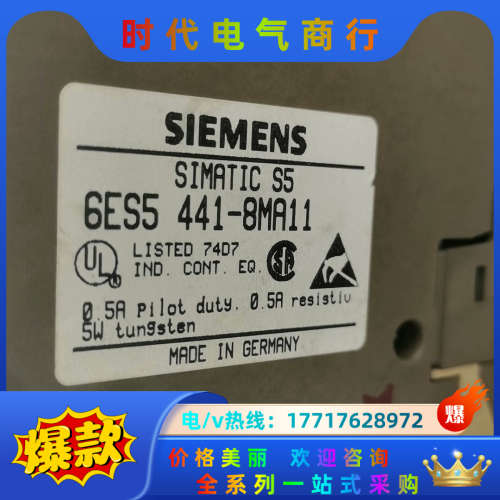 时代电气商行
SIEMENS
SIMATIC S5
6ES5 441-8MA11
UL
LISTED 74D7
IND. CONT. EQ.
SA
0.5A Pilot duty. 0.5A resistiv
5W tungsten
MADE IN GERMANY
爆款
电/v热线：17717628972
爆
价格美丽 欢迎咨询
全系列一站式采购